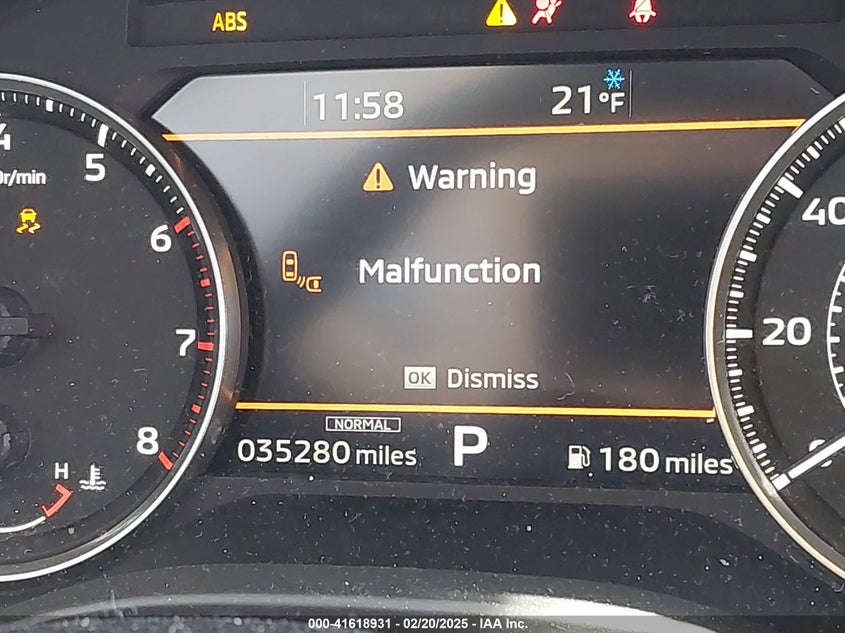 ABS
11:58 21°F
4
5
r/min
Warning
40
6
Malfunction
7
20
OK Dismiss
8
NORMAL
035280 miles P 180 miles
H
000-41618931 - 02/20/2025 - IAA Inc.